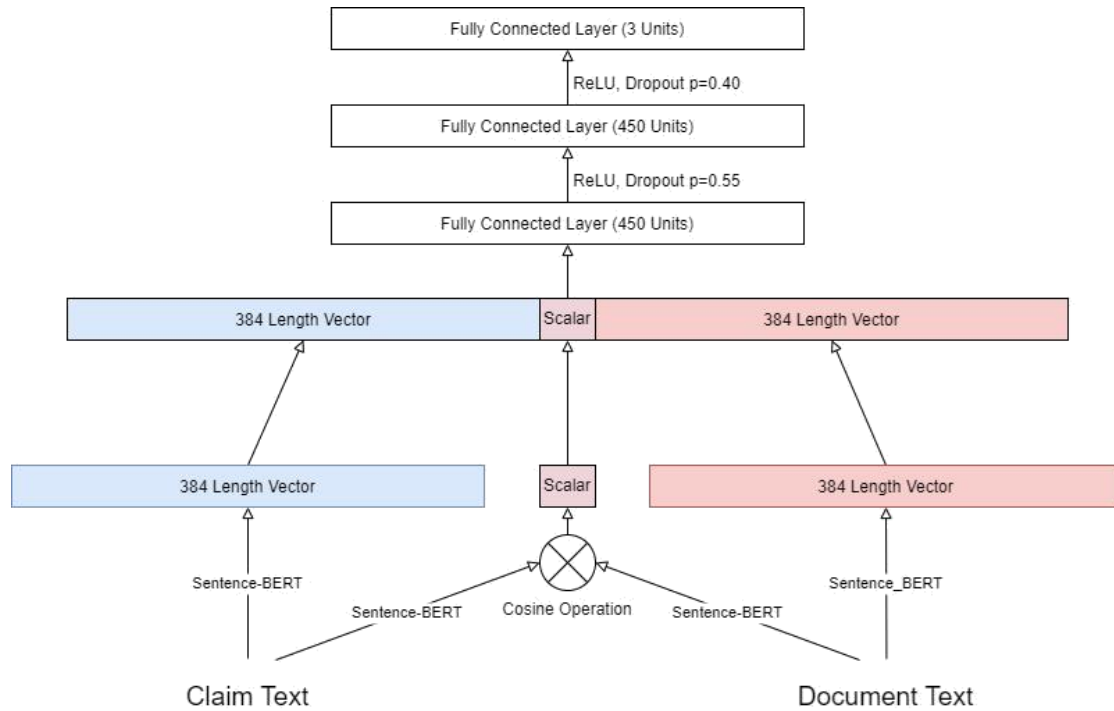 Fully Connected Layer (3 Units)
ReLU, Dropout p=0.40
Fully Connected Layer (450 Units)
ReLU, Dropout p=0.55
Fully Connected Layer (450 Units)
384 Length Vector
Scalar
384 Length Vector
384 Length Vector
Scalar
384 Length Vector
Sentence-BERT
Sentence-BERT
Cosine Operation
Sentence-BERT
Sentence_BERT
Claim Text
Document Text